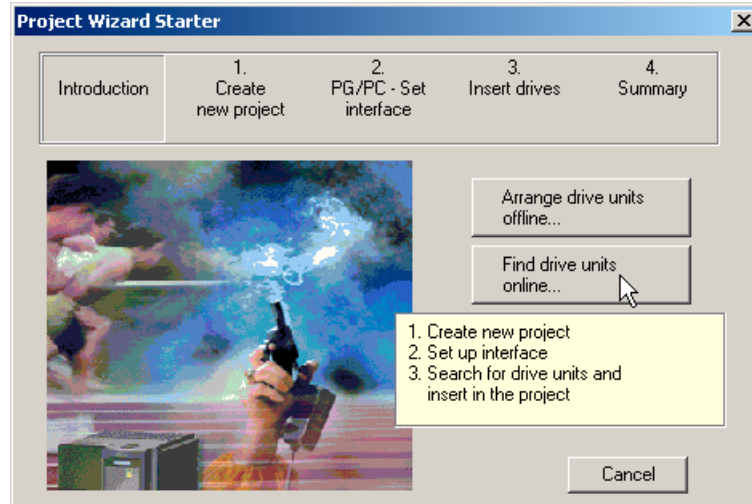 Project Wizard Starter
Introduction
1.
Create
new project
2.
PG/PC - Set
interface
3.
Insert drives
4.
Summary
Arrange drive units
offline...
Find drive units
online...
1. Create new project
2. Set up interface
3. Search for drive units and
insert in the project
Cancel